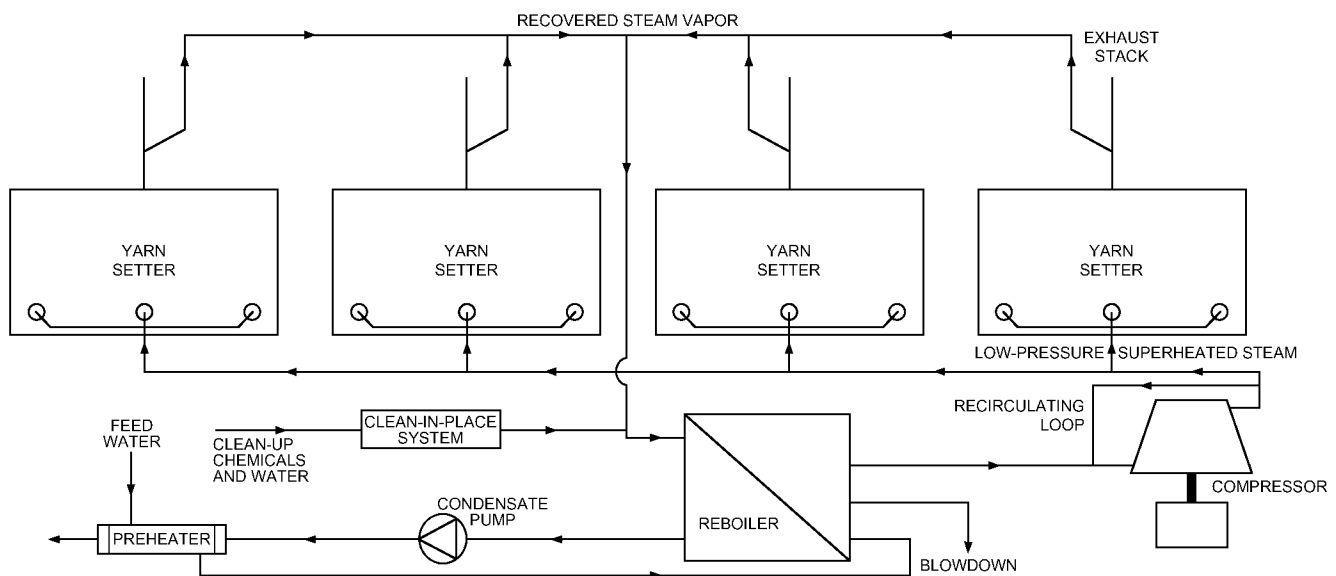 RECOVERED STEAM VAPOR
EXHAUST
STACK
YARN
SETTER
YARN
SETTER
YARN
SETTER
YARN
SETTER
LOW-PRESSURE SUPERHEATED STEAM
RECIRCULATING
LOOP
FEED
WATER
CLEAN-IN-PLACE
SYSTEM
CLEAN-UP
CHEMICALS
AND WATER
COMPRESSOR
CONDENSATE
PUMP
REBOILER
PREHEATER
BLOWDOWN